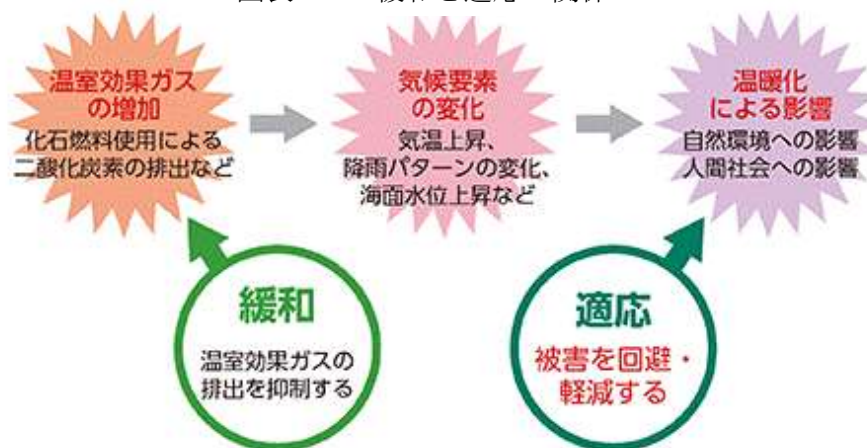 温室効果ガス
の増加
化石燃料使用による
二酸化炭素の排出など
気候要素
の変化
気温上昇、
降雨パターンの変化、
海面水位上昇など
温暖化
による影響
自然環境への影響
人間社会への影響
緩和
温室効果ガスの
排出を抑制する
適応
被害を回避・
軽減する